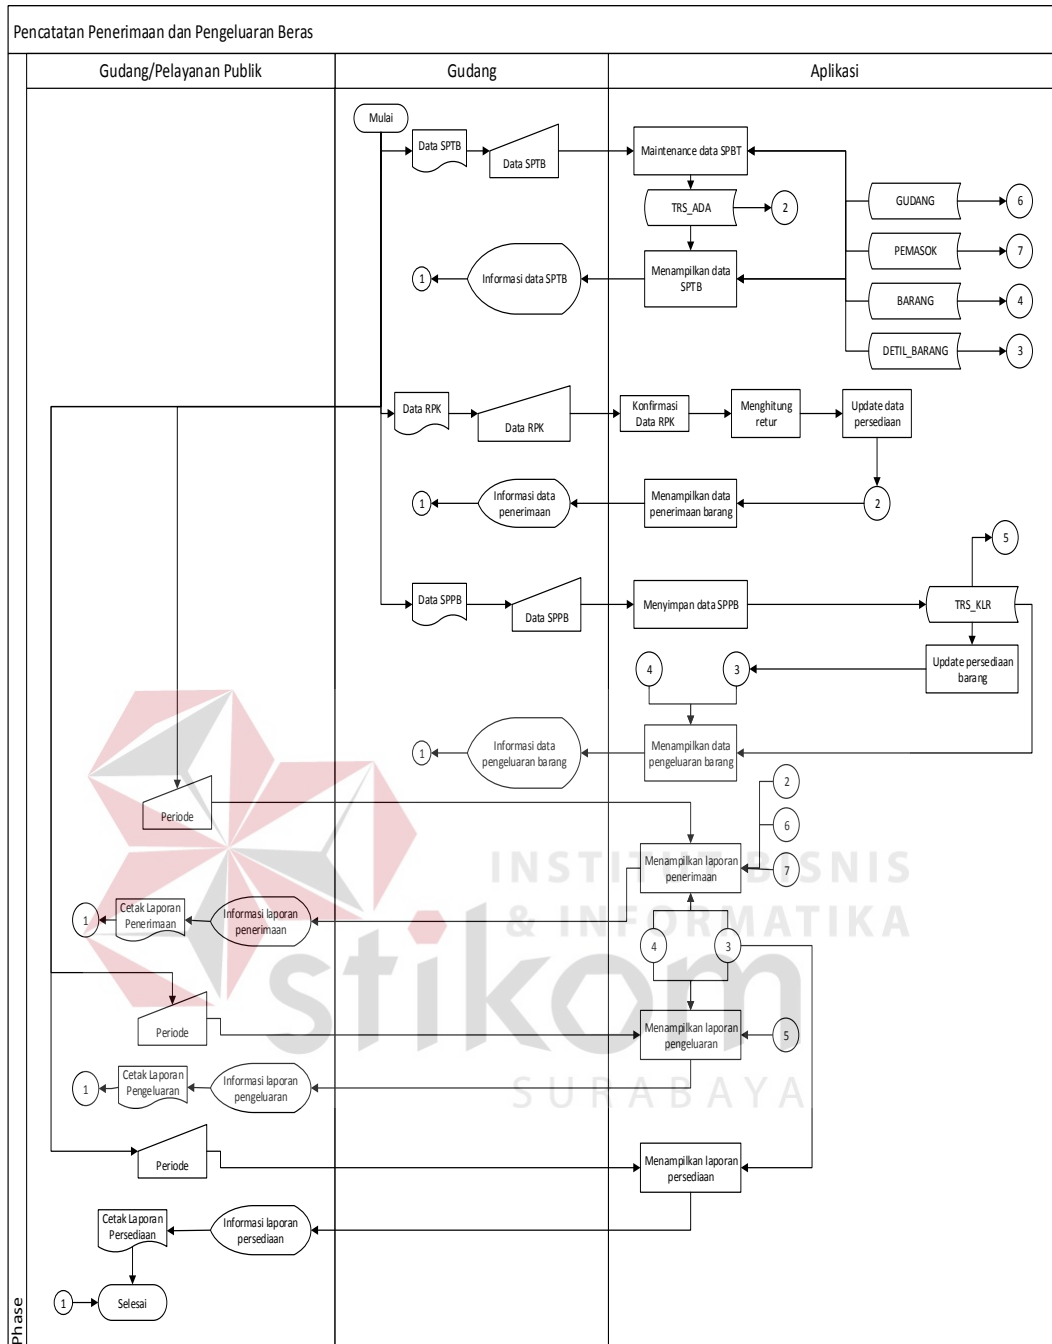 Pencatatan Penerimaan dan Pengeluaran Beras
Gudang/Pelayanan Publik
Gudang
Aplikasi
Mulai
Data SPTB
Data SPTB
Maintenance data SPBT
TRS_ADA
2
GUDANG
6
Informasi data SPTB
1
Menampilkan data
SPTB
PEMASOK
7
BARANG
4
DETIL_BARANG
3
Data RPK
Data RPK
Konfirmasi
Data RPK
Menghitung
retur
Update data
persediaan
1
Informasi data
penerimaan
Menampilkan data
penerimaan barang
2
5
Data SPPB
Data SPPB
Menyimpan data SPPB
TRS_KLR
4
3
Update persediaan
barang
1
Informasi data
pengeluaran barang
Menampilkan data
pengeluaran barang
Periode
2
6
Menampilkan laporan
penerimaan
7
INSTITUT BISNIS
& INFORMATIKA
1
Cetak Laporan
Penerimaan
Informasi laporan
penerimaan
4
3
stikom
Periode
Menampilkan laporan
pengeluaran
5
SURABAYA
1
Cetak Laporan
Pengeluaran
Informasi laporan
pengeluaran
Periode
Menampilkan laporan
persediaan
Cetak Laporan
Persediaan
Informasi laporan
persediaan
1
Selesai
Phase